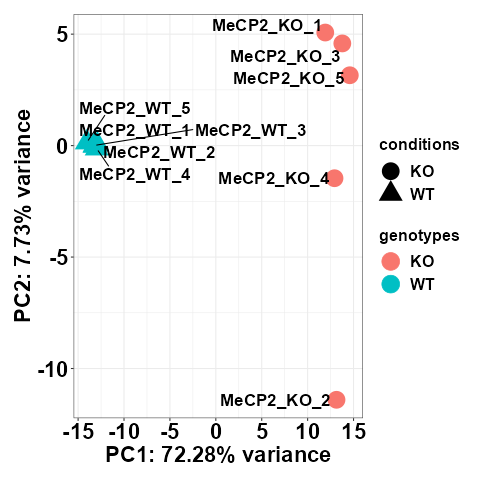 MeCP2_KO_1
MeCP2_KO_3
MeCP2_KO_5
MeCP2_WT_5
MeCP2_WT_1
MeCP2_WT_3
MeCP2_WT_2
MeCP2_WT_4
MeCP2_KO_4
MeCP2_KO_2
5
0
-5
-10
PC2: 7.73% variance
-15 -10 -5 0 5 10 15
PC1: 72.28% variance
conditions
KO
WT
genotypes
KO
WT